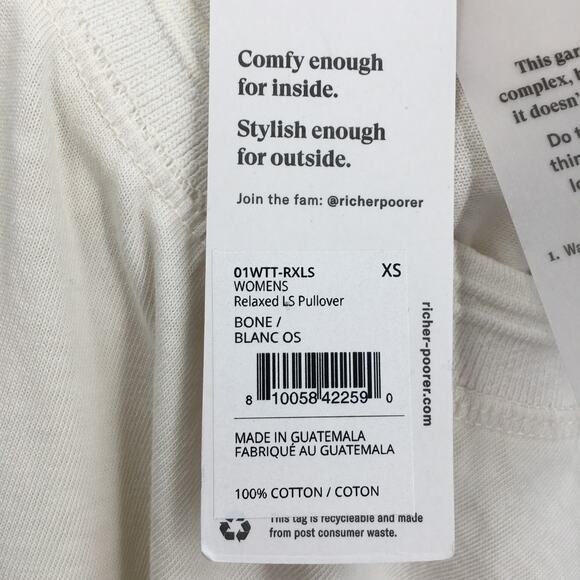 Comfy enough
for inside.
Stylish enough
for outside.
Join the fam: @richerpoorer
01WTT-RXLS XS
WOMENS
Relaxed LS Pullover
BONE /
BLANC OS
8 10058 42259 0
MADE IN GUATEMALA
FABRIQUÉ AU GUATEMALA
100% COTTON / COTON
This tag is recycleable and made
from post consumer waste.
richer-poorer.com
This gar
complex, b
it doesn'
Do t
thin
lo
1. Wa